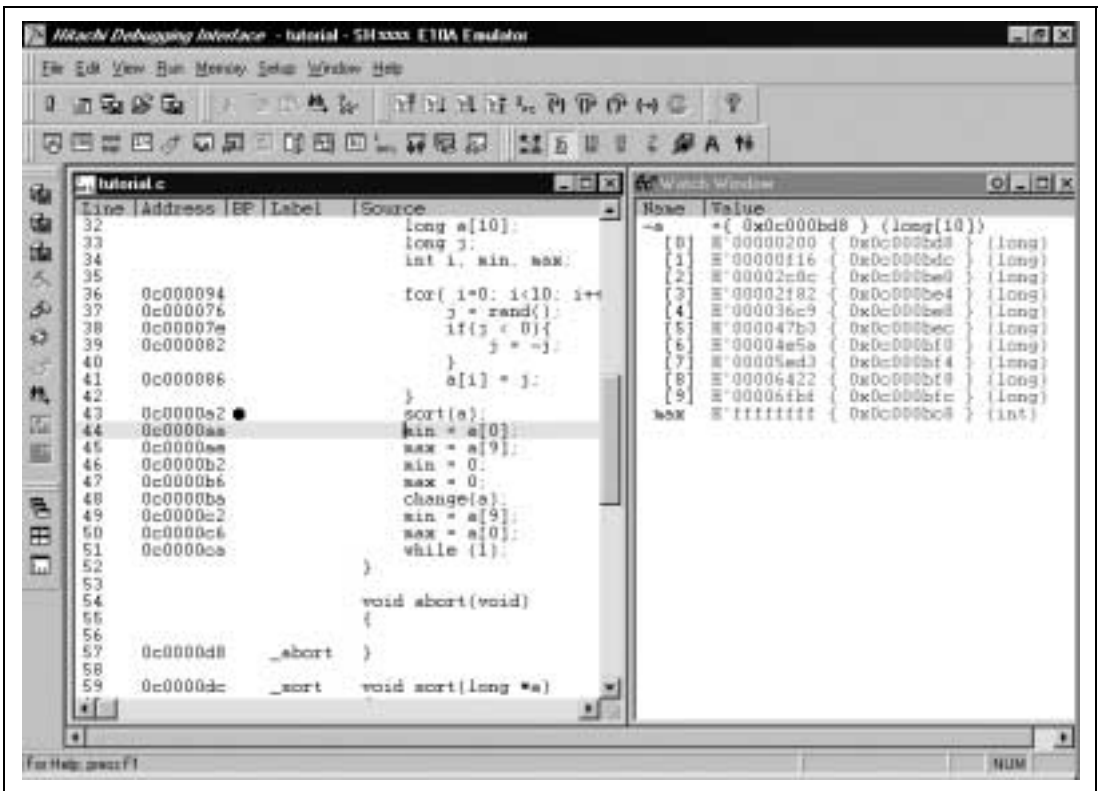 Hitachi Debugging Interface - tutorial - SHxxxx E10A Emulator
File Edit View Run Memory Setup Window Help
tutorial.c
Line Address BP Label Source
32 long a[10];
33 long j;
34 int i, min, max;
35
36 0c000094 for( i=0; i<10; i++
37 0c000076 j = rand();
38 0c00007e if(j < 0){
39 0c000082 j = -j;
40 }
41 0c000086 a[i] = j;
42 }
43 0c0000a2 sort(a);
44 0c0000aa min = a[0];
45 0c0000ae max = a[9];
46 0c0000b2 min = 0;
47 0c0000b6 max = 0;
48 0c0000ba change(a);
49 0c0000c2 min = a[9];
50 0c0000c6 max = a[0];
51 0c0000ca while (1);
52 }
53
54 void abort(void)
55 {
56
57 0c0000d8 _abort }
58
59 0c0000dc _sort void sort(long *a)
Watch Window
Name Value
-a ={ 0x0c000bd8 } (long[10])
[0] H'00000200 { 0x0c000bd8 } (long)
[1] H'00000f16 { 0x0c000bdc } (long)
[2] H'00002c0c { 0x0c000be0 } (long)
[3] H'00002f82 { 0x0c000be4 } (long)
[4] H'000036c9 { 0x0c000be8 } (long)
[5] H'000047b3 { 0x0c000bec } (long)
[6] H'00004e5a { 0x0c000bf0 } (long)
[7] H'00005ed3 { 0x0c000bf4 } (long)
[8] H'00006422 { 0x0c000bf8 } (long)
[9] H'00006fbf { 0x0c000bfc } (long)
max H'ffffffff { 0x0c000bc8 } (int)
For Help, press F1
NUM